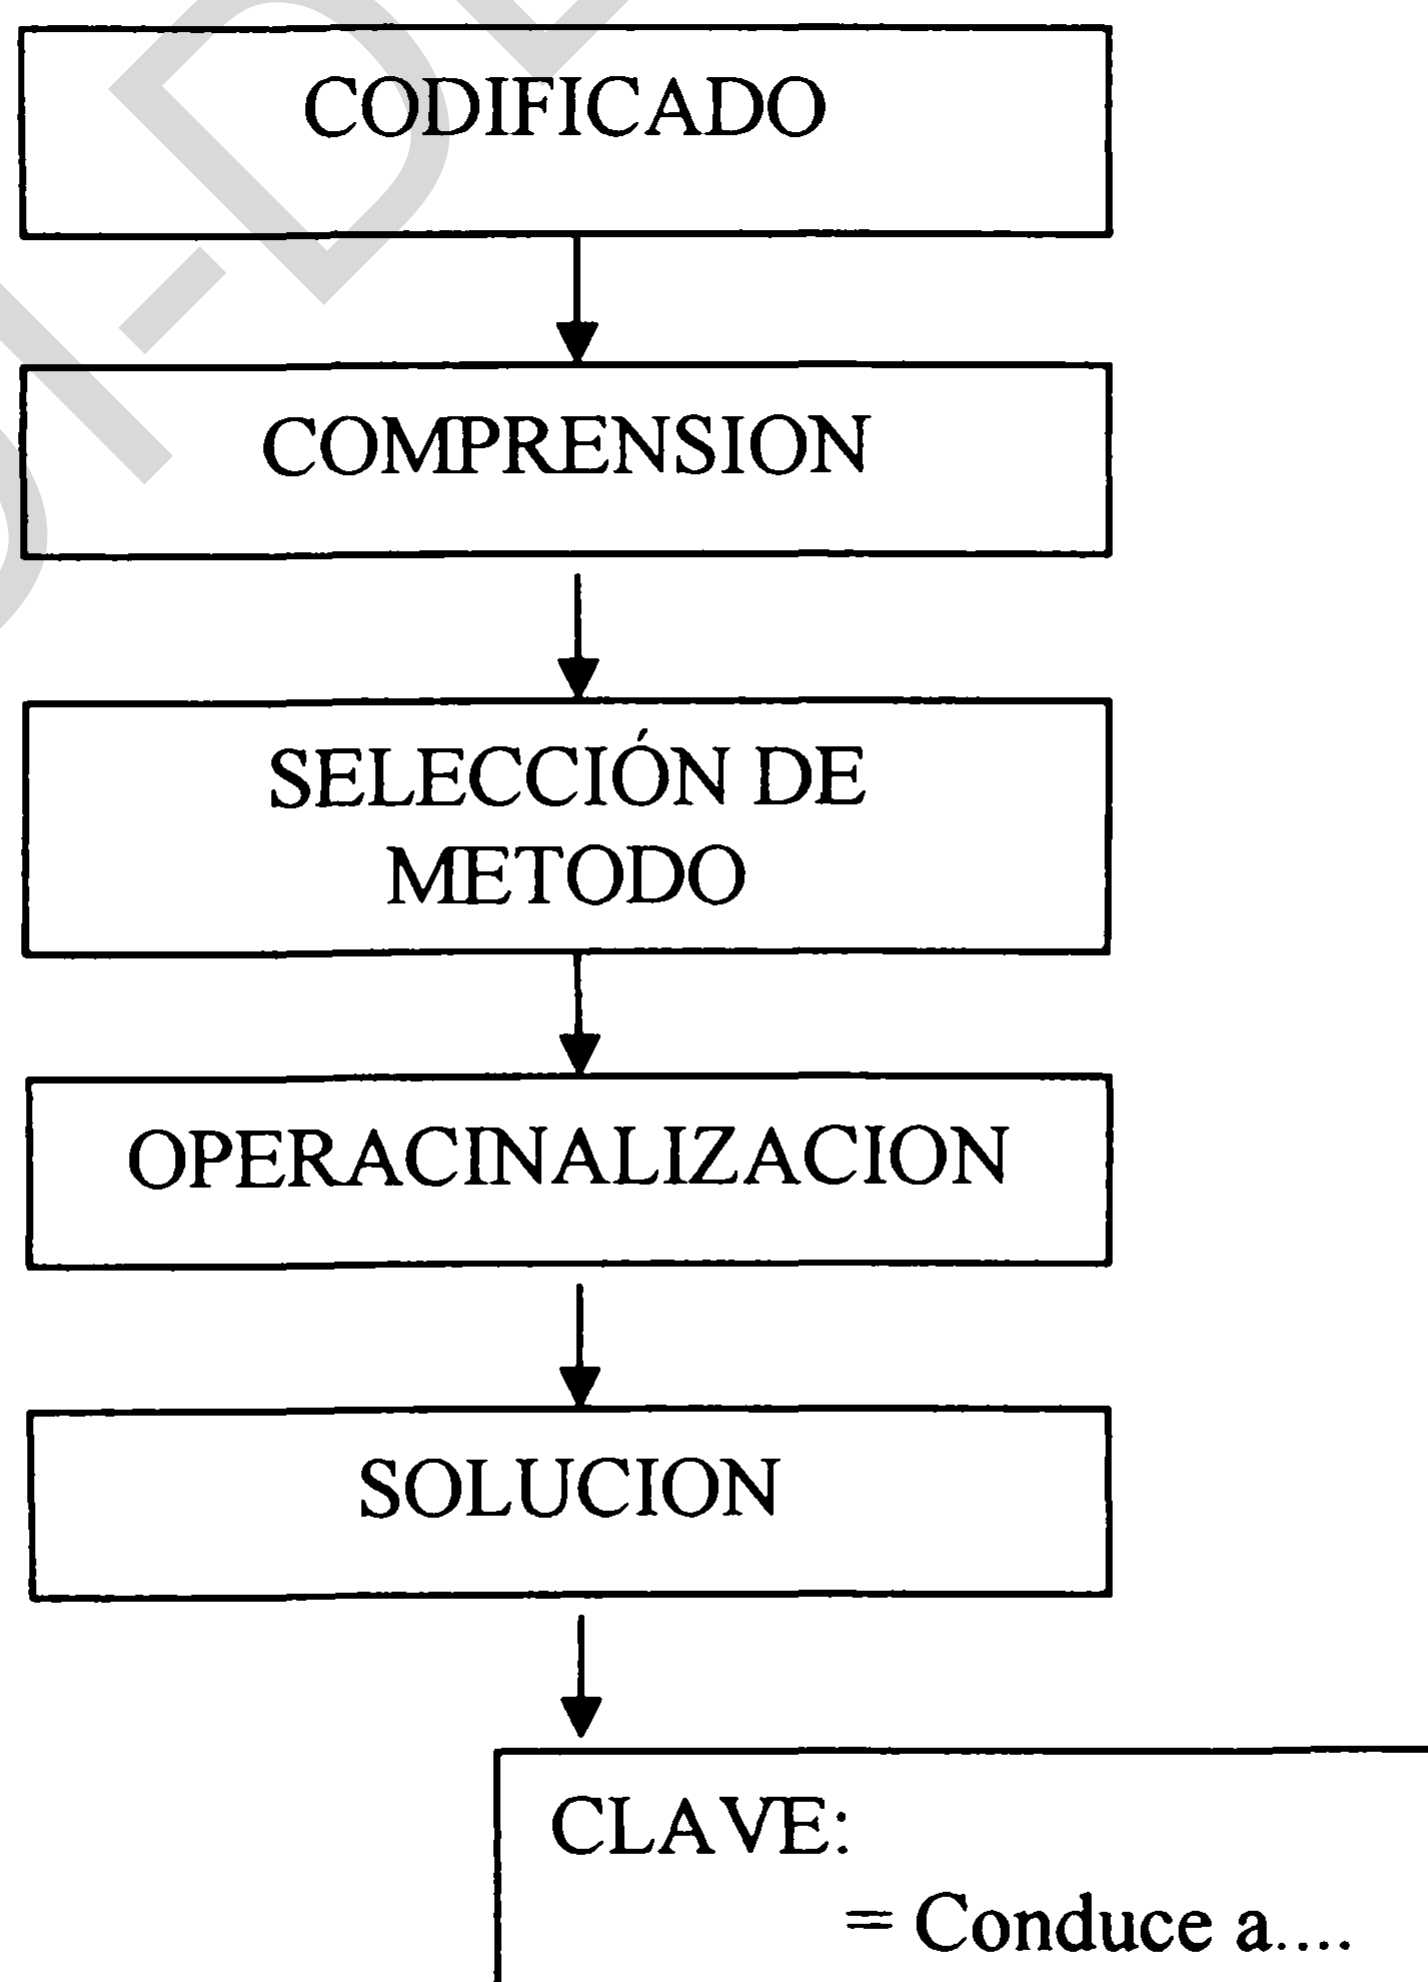 CODIFICADO
COMPRENSION
SELECCIÓN DE
METODO
OPERACINALIZACION
SOLUCION
CLAVE:
= Conduce a....